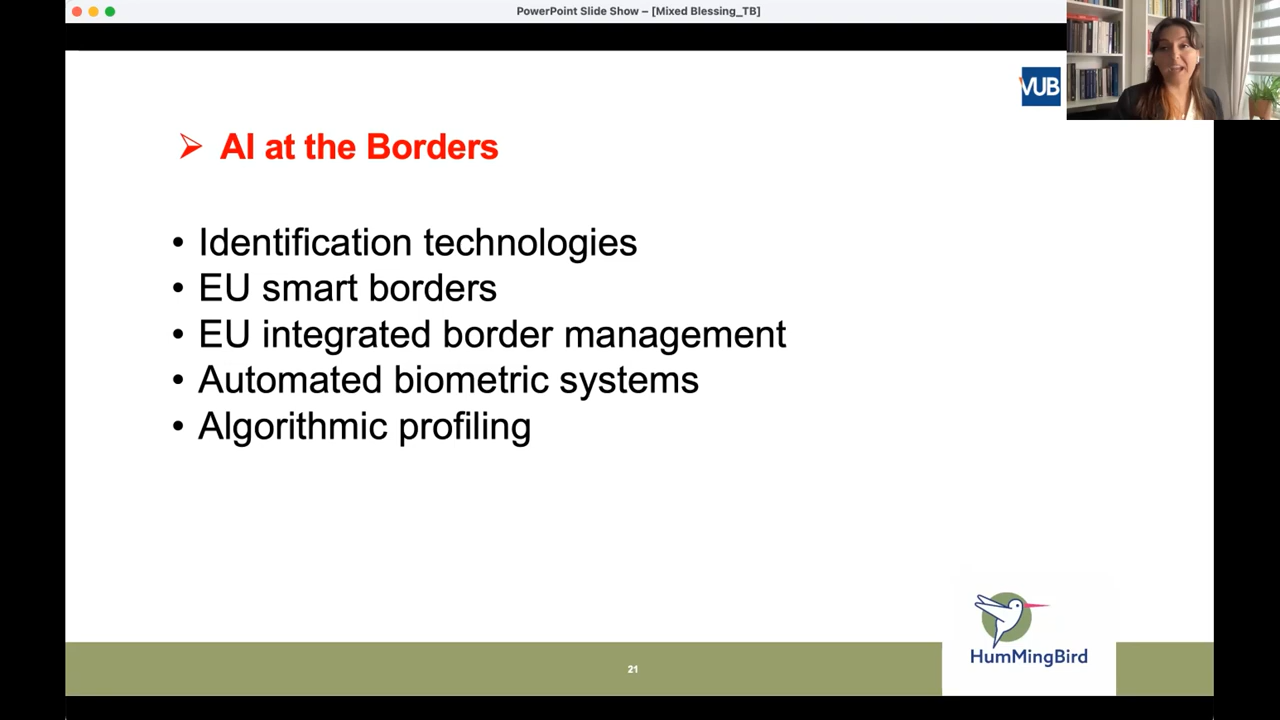 PowerPoint Slide Show – [Mixed Blessing_TB]
VUB
➢ AI at the Borders
• Identification technologies
• EU smart borders
• EU integrated border management
• Automated biometric systems
• Algorithmic profiling
HumMingBird
21